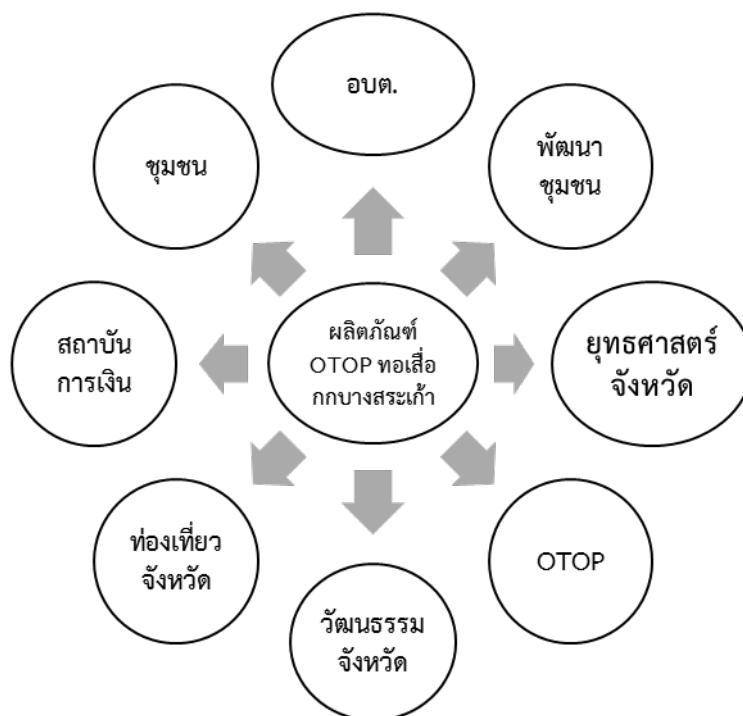 อบต.
ชุมชน
พัฒนา
ชุมชน
สถาบัน
การเงิน
ผลิตภัณฑ์
OTOP ทอเสื่อ
กกบางสระเก้า
ยุทธศาสตร์
จังหวัด
ท่องเที่ยว
จังหวัด
OTOP
วัฒนธรรม
จังหวัด